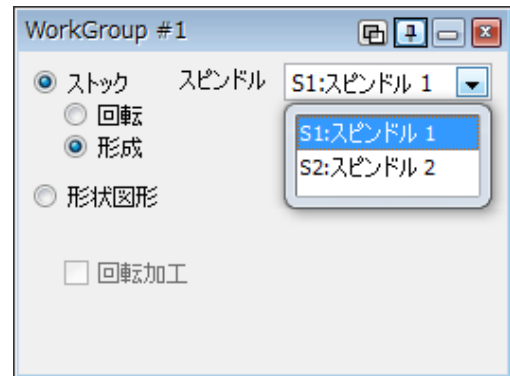 WorkGroup #1
ストック スピンドル S1:スピンドル 1
回転
形成
S1:スピンドル 1
S2:スピンドル 2
形状図形
回転加工